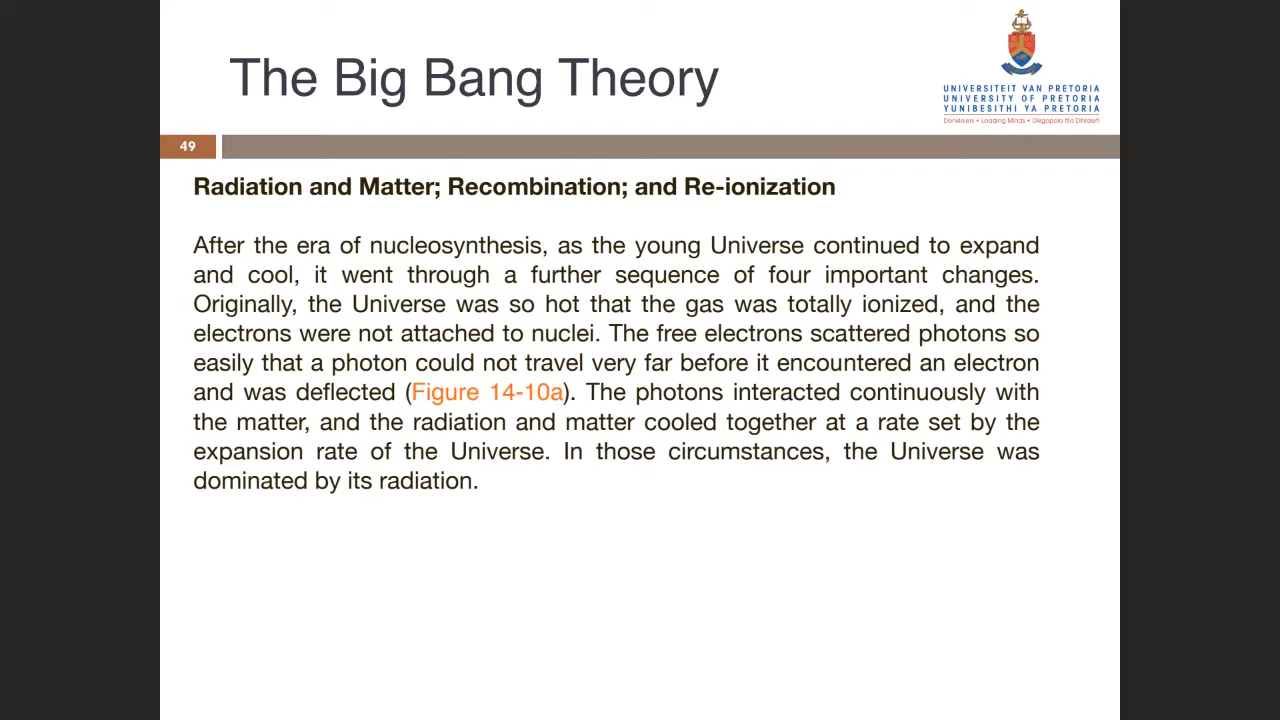 The Big Bang Theory
UNIVERSITEIT VAN PRETORIA
UNIVERSITY OF PRETORIA
YUNIBESITHI YA PRETORIA
Denkleiers • Leading Minds • Dikgopolo tša Dihlalefi
49
Radiation and Matter; Recombination; and Re-ionization
After the era of nucleosynthesis, as the young Universe continued to expand
and cool, it went through a further sequence of four important changes.
Originally, the Universe was so hot that the gas was totally ionized, and the
electrons were not attached to nuclei. The free electrons scattered photons so
easily that a photon could not travel very far before it encountered an electron
and was deflected (Figure 14-10a). The photons interacted continuously with
the matter, and the radiation and matter cooled together at a rate set by the
expansion rate of the Universe. In those circumstances, the Universe was
dominated by its radiation.